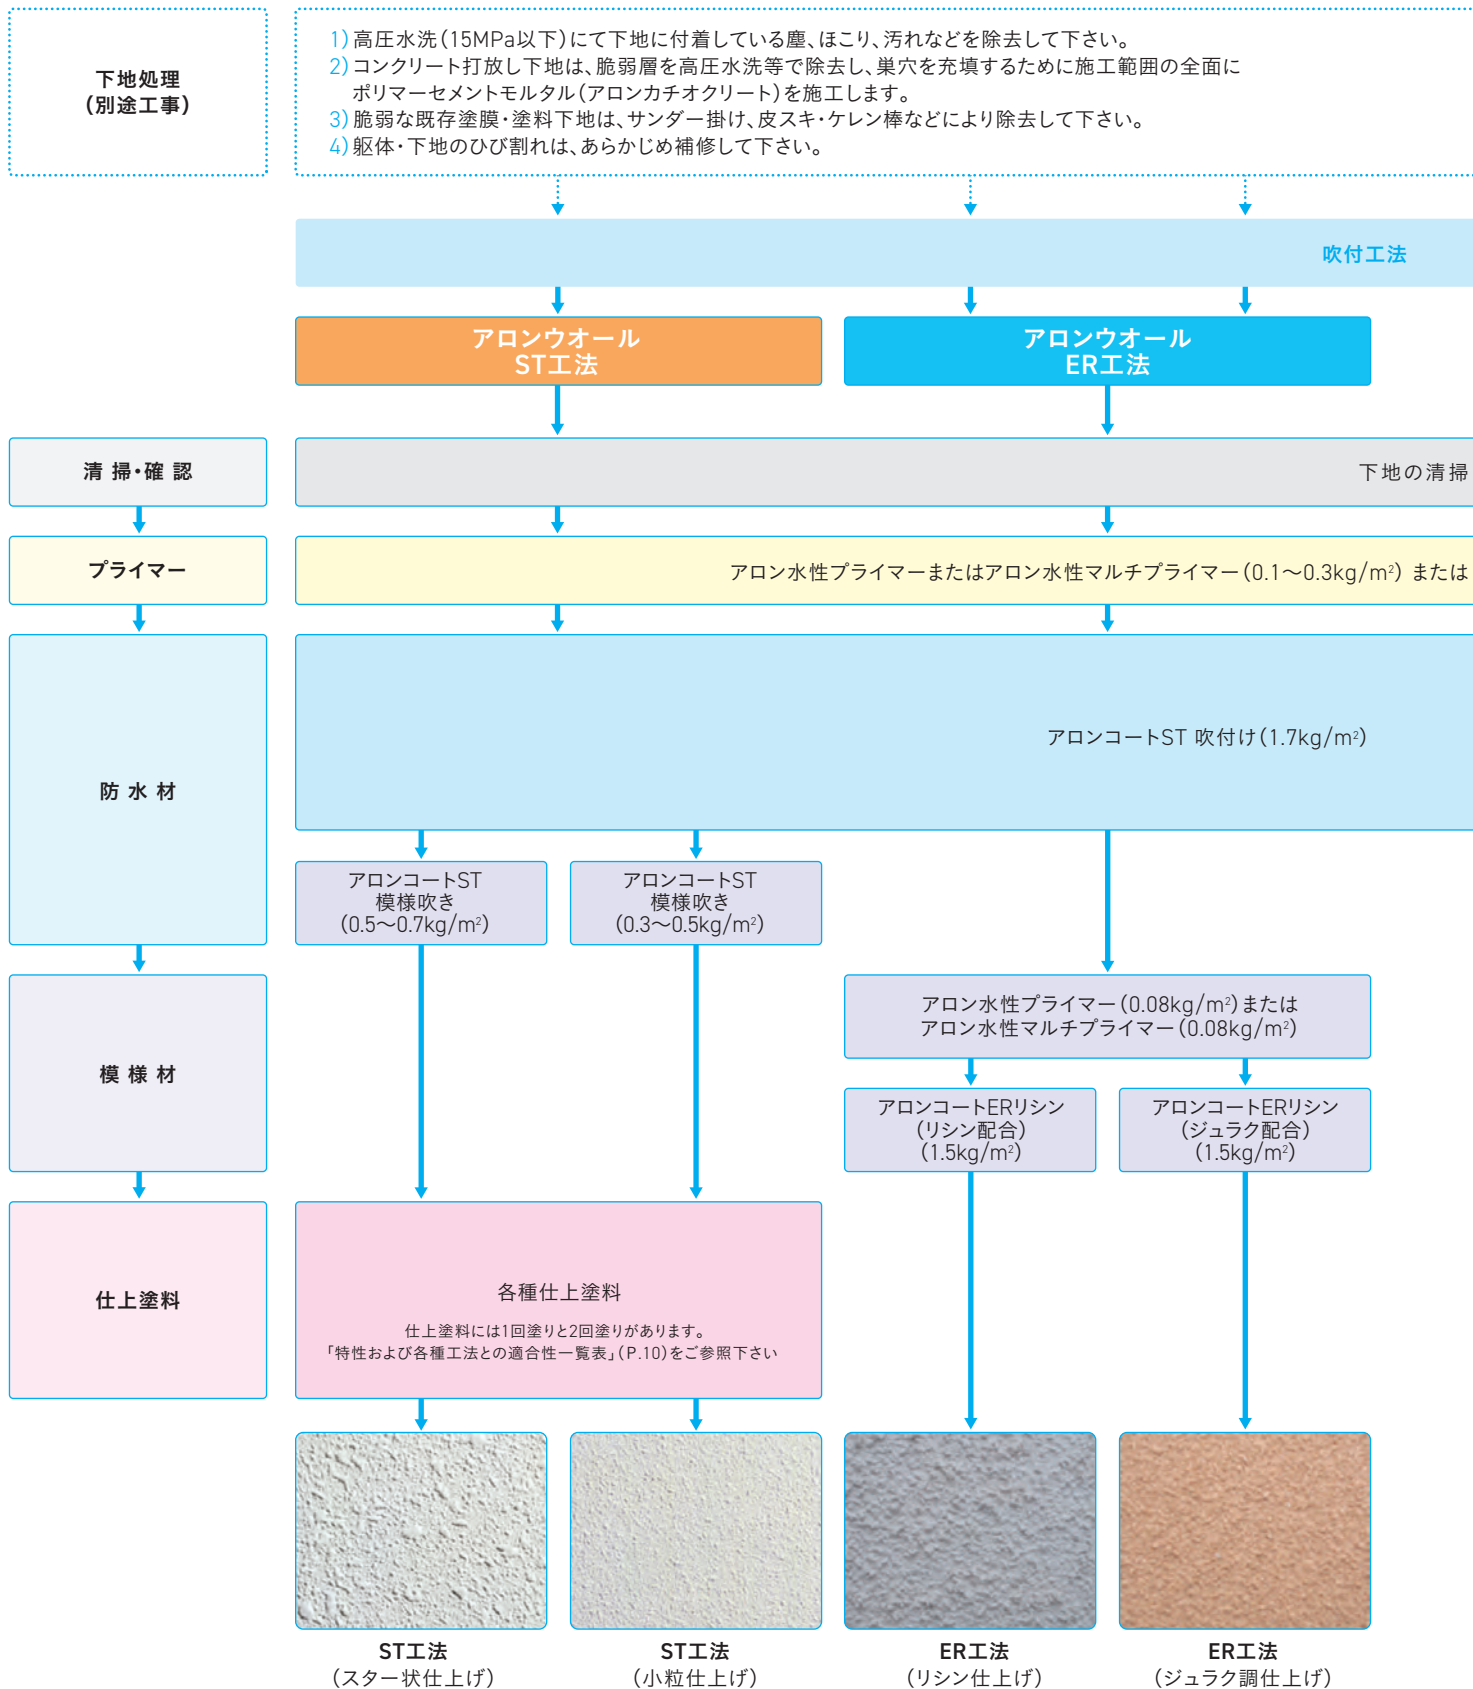 下地処理
(別途工事)
1)高圧水洗(15MPa以下)にて下地に付着している塵、ほこり、汚れなどを除去して下さい。
2)コンクリート打放し下地は、脆弱層を高圧水洗等で除去し、巣穴を充填するために施工範囲の全面に
ポリマーセメントモルタル(アロンカチオクリート)を施工します。
3)脆弱な既存塗膜・塗料下地は、サンダー掛け、皮スキ・ケレン棒などにより除去して下さい。
4)躯体・下地のひび割れは、あらかじめ補修して下さい。
吹付工法
アロンウオール
ST工法
アロンウオール
ER工法
清掃・確認
下地の清掃
プライマー
アロン水性プライマーまたはアロン水性マルチプライマー(0.1〜0.3kg/m²) または
防水材
アロンコートST 吹付け(1.7kg/m²)
アロンコートST
模様吹き
(0.5〜0.7kg/m²)
アロンコートST
模様吹き
(0.3〜0.5kg/m²)
模様材
アロン水性プライマー(0.08kg/m²)または
アロン水性マルチプライマー(0.08kg/m²)
アロンコートERリシン
(リシン配合)
(1.5kg/m²)
アロンコートERリシン
(ジュラク配合)
(1.5kg/m²)
仕上塗料
各種仕上塗料
仕上塗料には1回塗りと2回塗りがあります。
「特性および各種工法との適合性一覧表」(P.10)をご参照下さい
ST工法
(スター状仕上げ)
ST工法
(小粒仕上げ)
ER工法
(リシン仕上げ)
ER工法
(ジュラク調仕上げ)